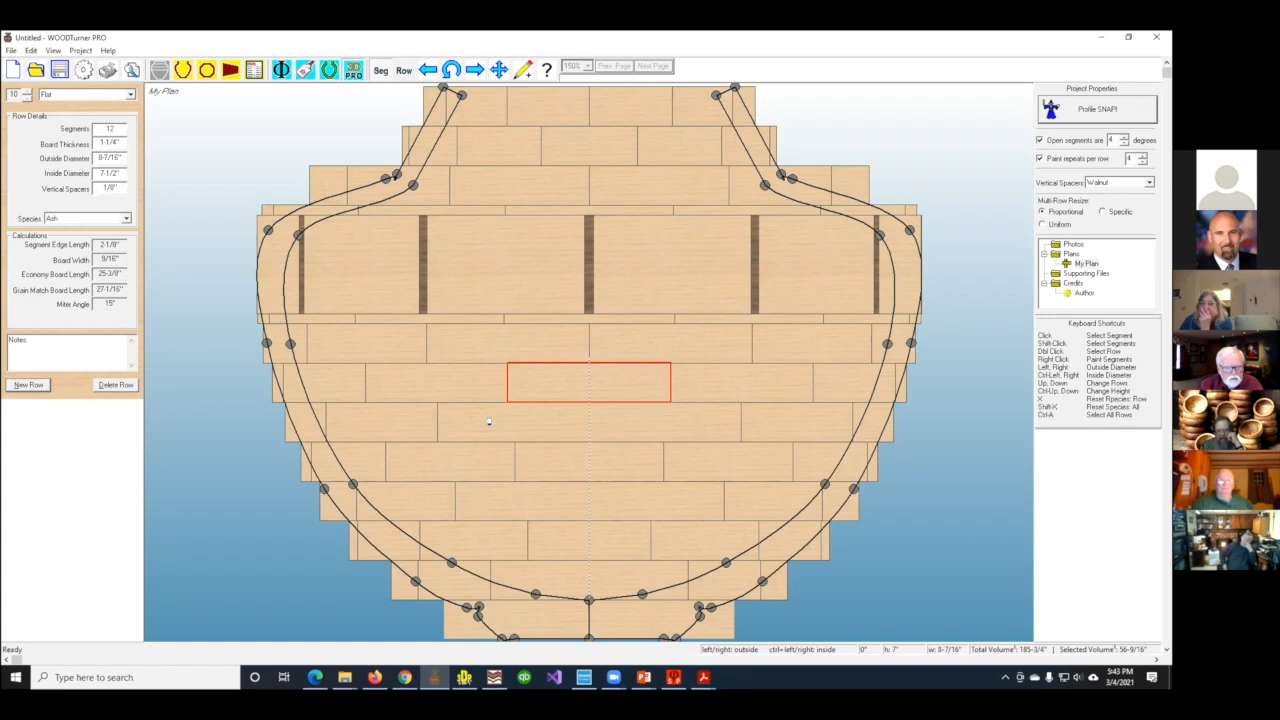 Untitled - WOODTurner PRO
File Edit View Project Help
Seg Row 150% Prev. Page Next Page
10 Flat
Row Details
Segments 12
Board Thickness 1-1/4"
Outside Diameter 8-7/16"
Inside Diameter 7-1/2"
Vertical Spacers 1/8"
Species Ash
Calculations
Segment Edge Length 2-1/8"
Board Width 9/16"
Economy Board Length 25-3/8"
Grain Match Board Length 27-1/16"
Miter Angle 15°
Notes:
New Row Delete Row
My Plan
Project Properties
Profile SNAP!
Open segments are 4 degrees
Paint repeats per row: 4
Vertical Spacers: Walnut
Multi-Row Resize:
Proportional Specific
Uniform
Photos
Plans
My Plan
Supporting Files
Credits
Author
Keyboard Shortcuts
Click Select Segment
Shift-Click Select Segments
Dbl Click Select Row
Right Click Paint Segments
Left, Right Outside Diameter
Ctrl-Left, Right Inside Diameter
Up, Down Change Rows
Ctrl-Up, Down Change Height
X Reset Rpecies: Row
Shift-X Reset Species: All
Ctrl-A Select All Rows
Ready left/right: outside ctrl+left/right: inside 0° h: 7" w: 8-7/16" Total Volume³: 185-3/4" Selected Volume³: 56-9/16"
Type here to search
5:43 PM
3/4/2021